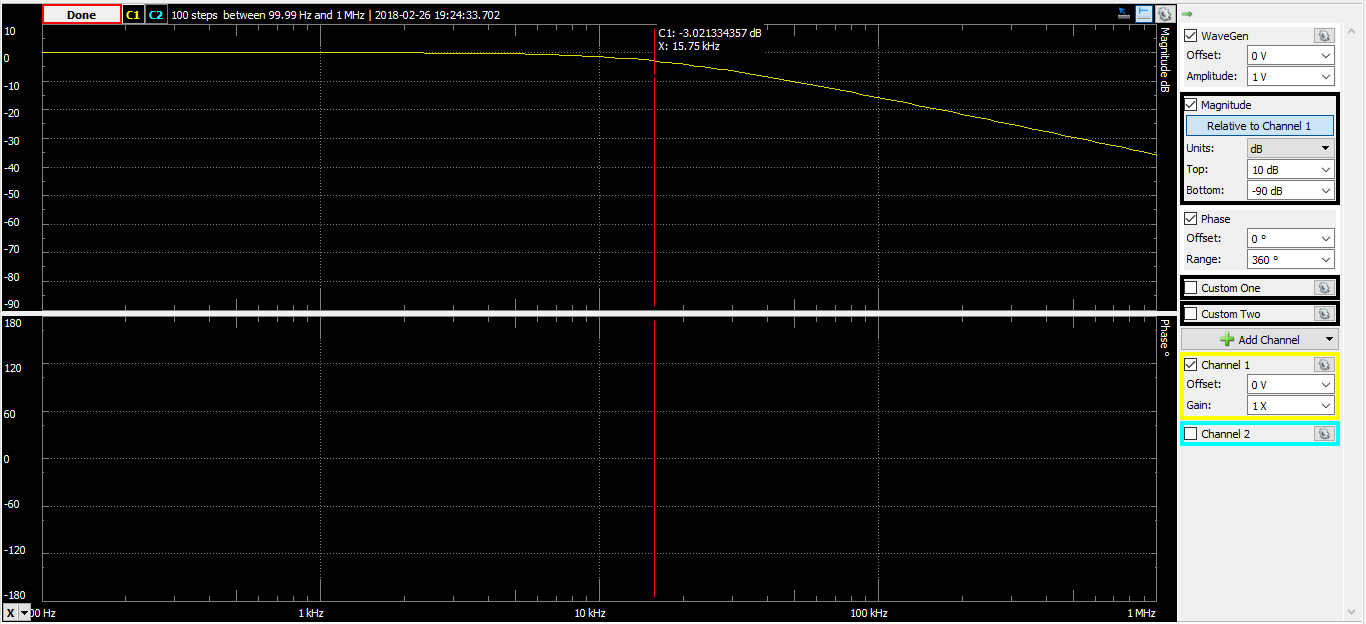 Done C1 C2 100 steps between 99.99 Hz and 1 MHz | 2018-02-26 19:24:33.702
C1: -3.021334357 dB
X: 15.75 kHz
10
0
-10
-20
-30
-40
-50
-60
-70
-80
-90
Magnitude dB
180
120
60
0
-60
-120
-180
Phase °
X 00 Hz 1 kHz 10 kHz 100 kHz 1 MHz
WaveGen
Offset: 0 V
Amplitude: 1 V
Magnitude
Relative to Channel 1
Units: dB
Top: 10 dB
Bottom: -90 dB
Phase
Offset: 0 °
Range: 360 °
Custom One
Custom Two
Add Channel
Channel 1
Offset: 0 V
Gain: 1 X
Channel 2